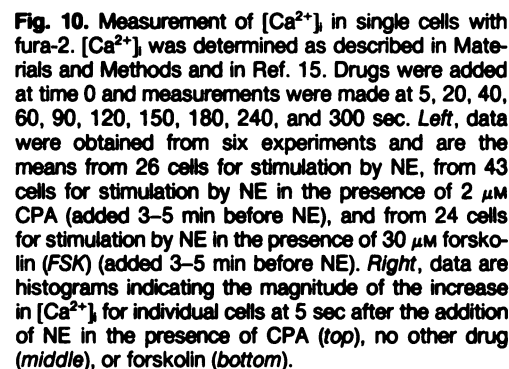 Fig. 10. Measurement of [Ca²⁺]ᵢ in single cells with
fura-2. [Ca²⁺]ᵢ was determined as described in Mate-
rials and Methods and in Ref. 15. Drugs were added
at time 0 and measurements were made at 5, 20, 40,
60, 90, 120, 150, 180, 240, and 300 sec. Left, data
were obtained from six experiments and are the
means from 26 cells for stimulation by NE, from 43
cells for stimulation by NE in the presence of 2 μM
CPA (added 3–5 min before NE), and from 24 cells
for stimulation by NE in the presence of 30 μM forsko-
lin (FSK) (added 3–5 min before NE). Right, data are
histograms indicating the magnitude of the increase
in [Ca²⁺]ᵢ for individual cells at 5 sec after the addition
of NE in the presence of CPA (top), no other drug
(middle), or forskolin (bottom).